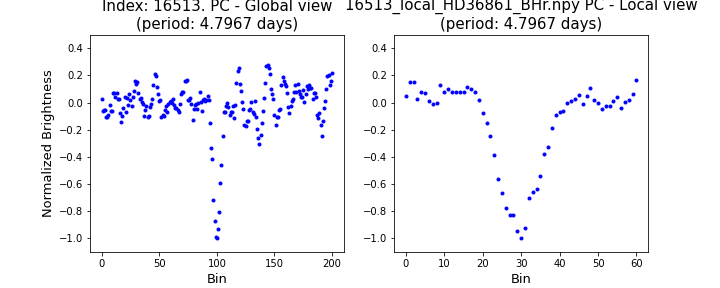 Index: 16513. PC - Global view
(period: 4.7967 days)
16513_local_HD36861_BHr.npy PC - Local view
(period: 4.7967 days)
Normalized Brightness
0.4
0.2
0.0
−0.2
−0.4
−0.6
−0.8
−1.0
0 50 100 150 200
Bin
0.4
0.2
0.0
−0.2
−0.4
−0.6
−0.8
−1.0
0 10 20 30 40 50 60
Bin